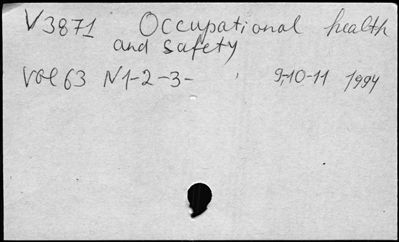 V3871 Occupational health
and safety
Vol 63 N1-2-3- 9,10-11 1994